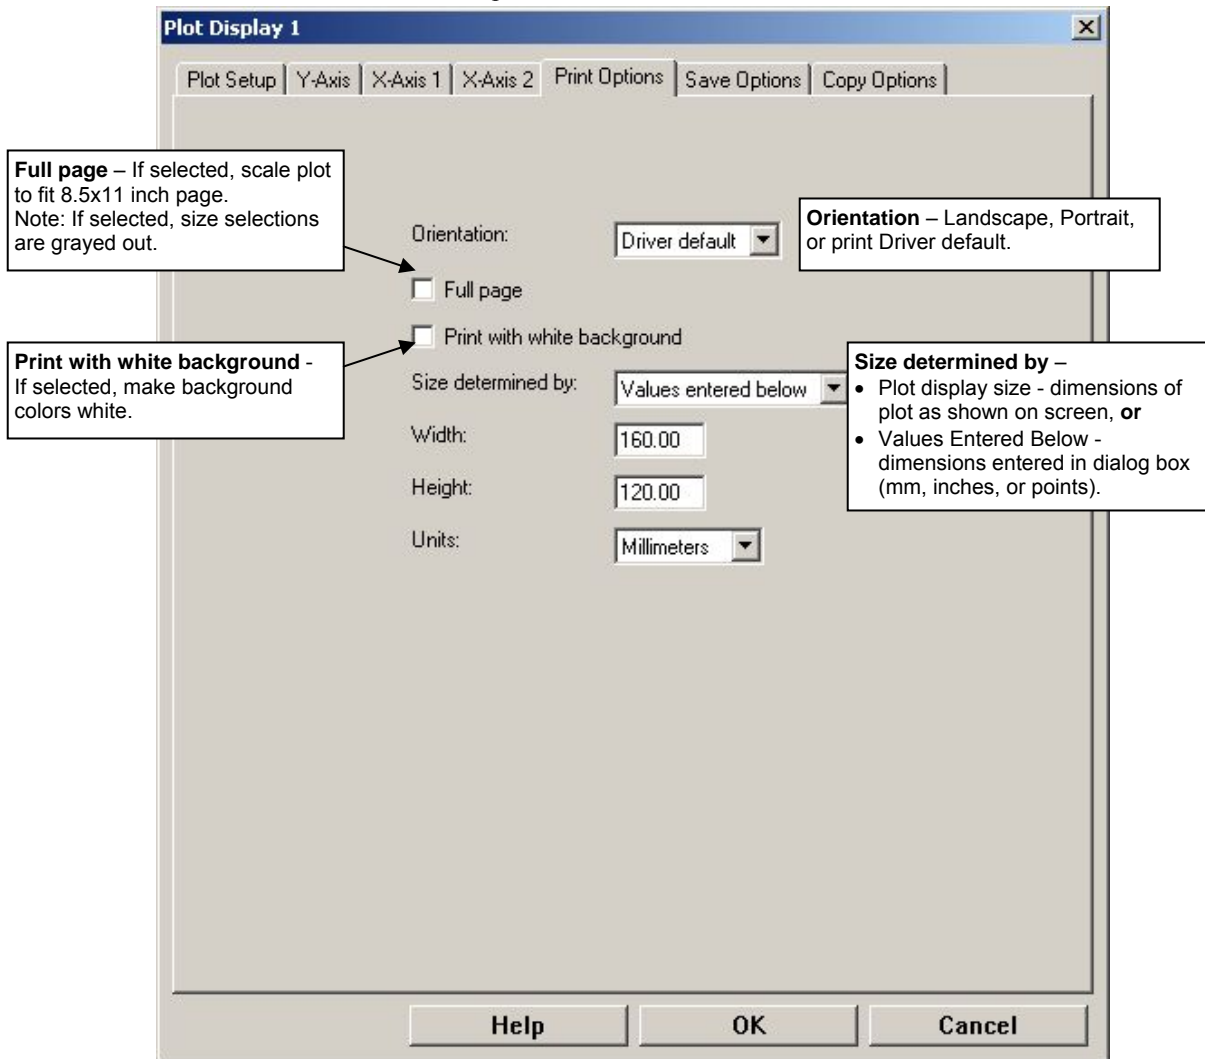 Plot Display 1
Plot Setup Y-Axis X-Axis 1 X-Axis 2 Print Options Save Options Copy Options
Full page – If selected, scale plot
to fit 8.5x11 inch page.
Note: If selected, size selections
are grayed out.
Orientation: Driver default
Orientation – Landscape, Portrait,
or print Driver default.
Full page
Print with white background
Print with white background -
If selected, make background
colors white.
Size determined by: Values entered below
Size determined by –
• Plot display size - dimensions of
plot as shown on screen, or
• Values Entered Below -
dimensions entered in dialog box
(mm, inches, or points).
Width: 160.00
Height: 120.00
Units: Millimeters
Help OK Cancel